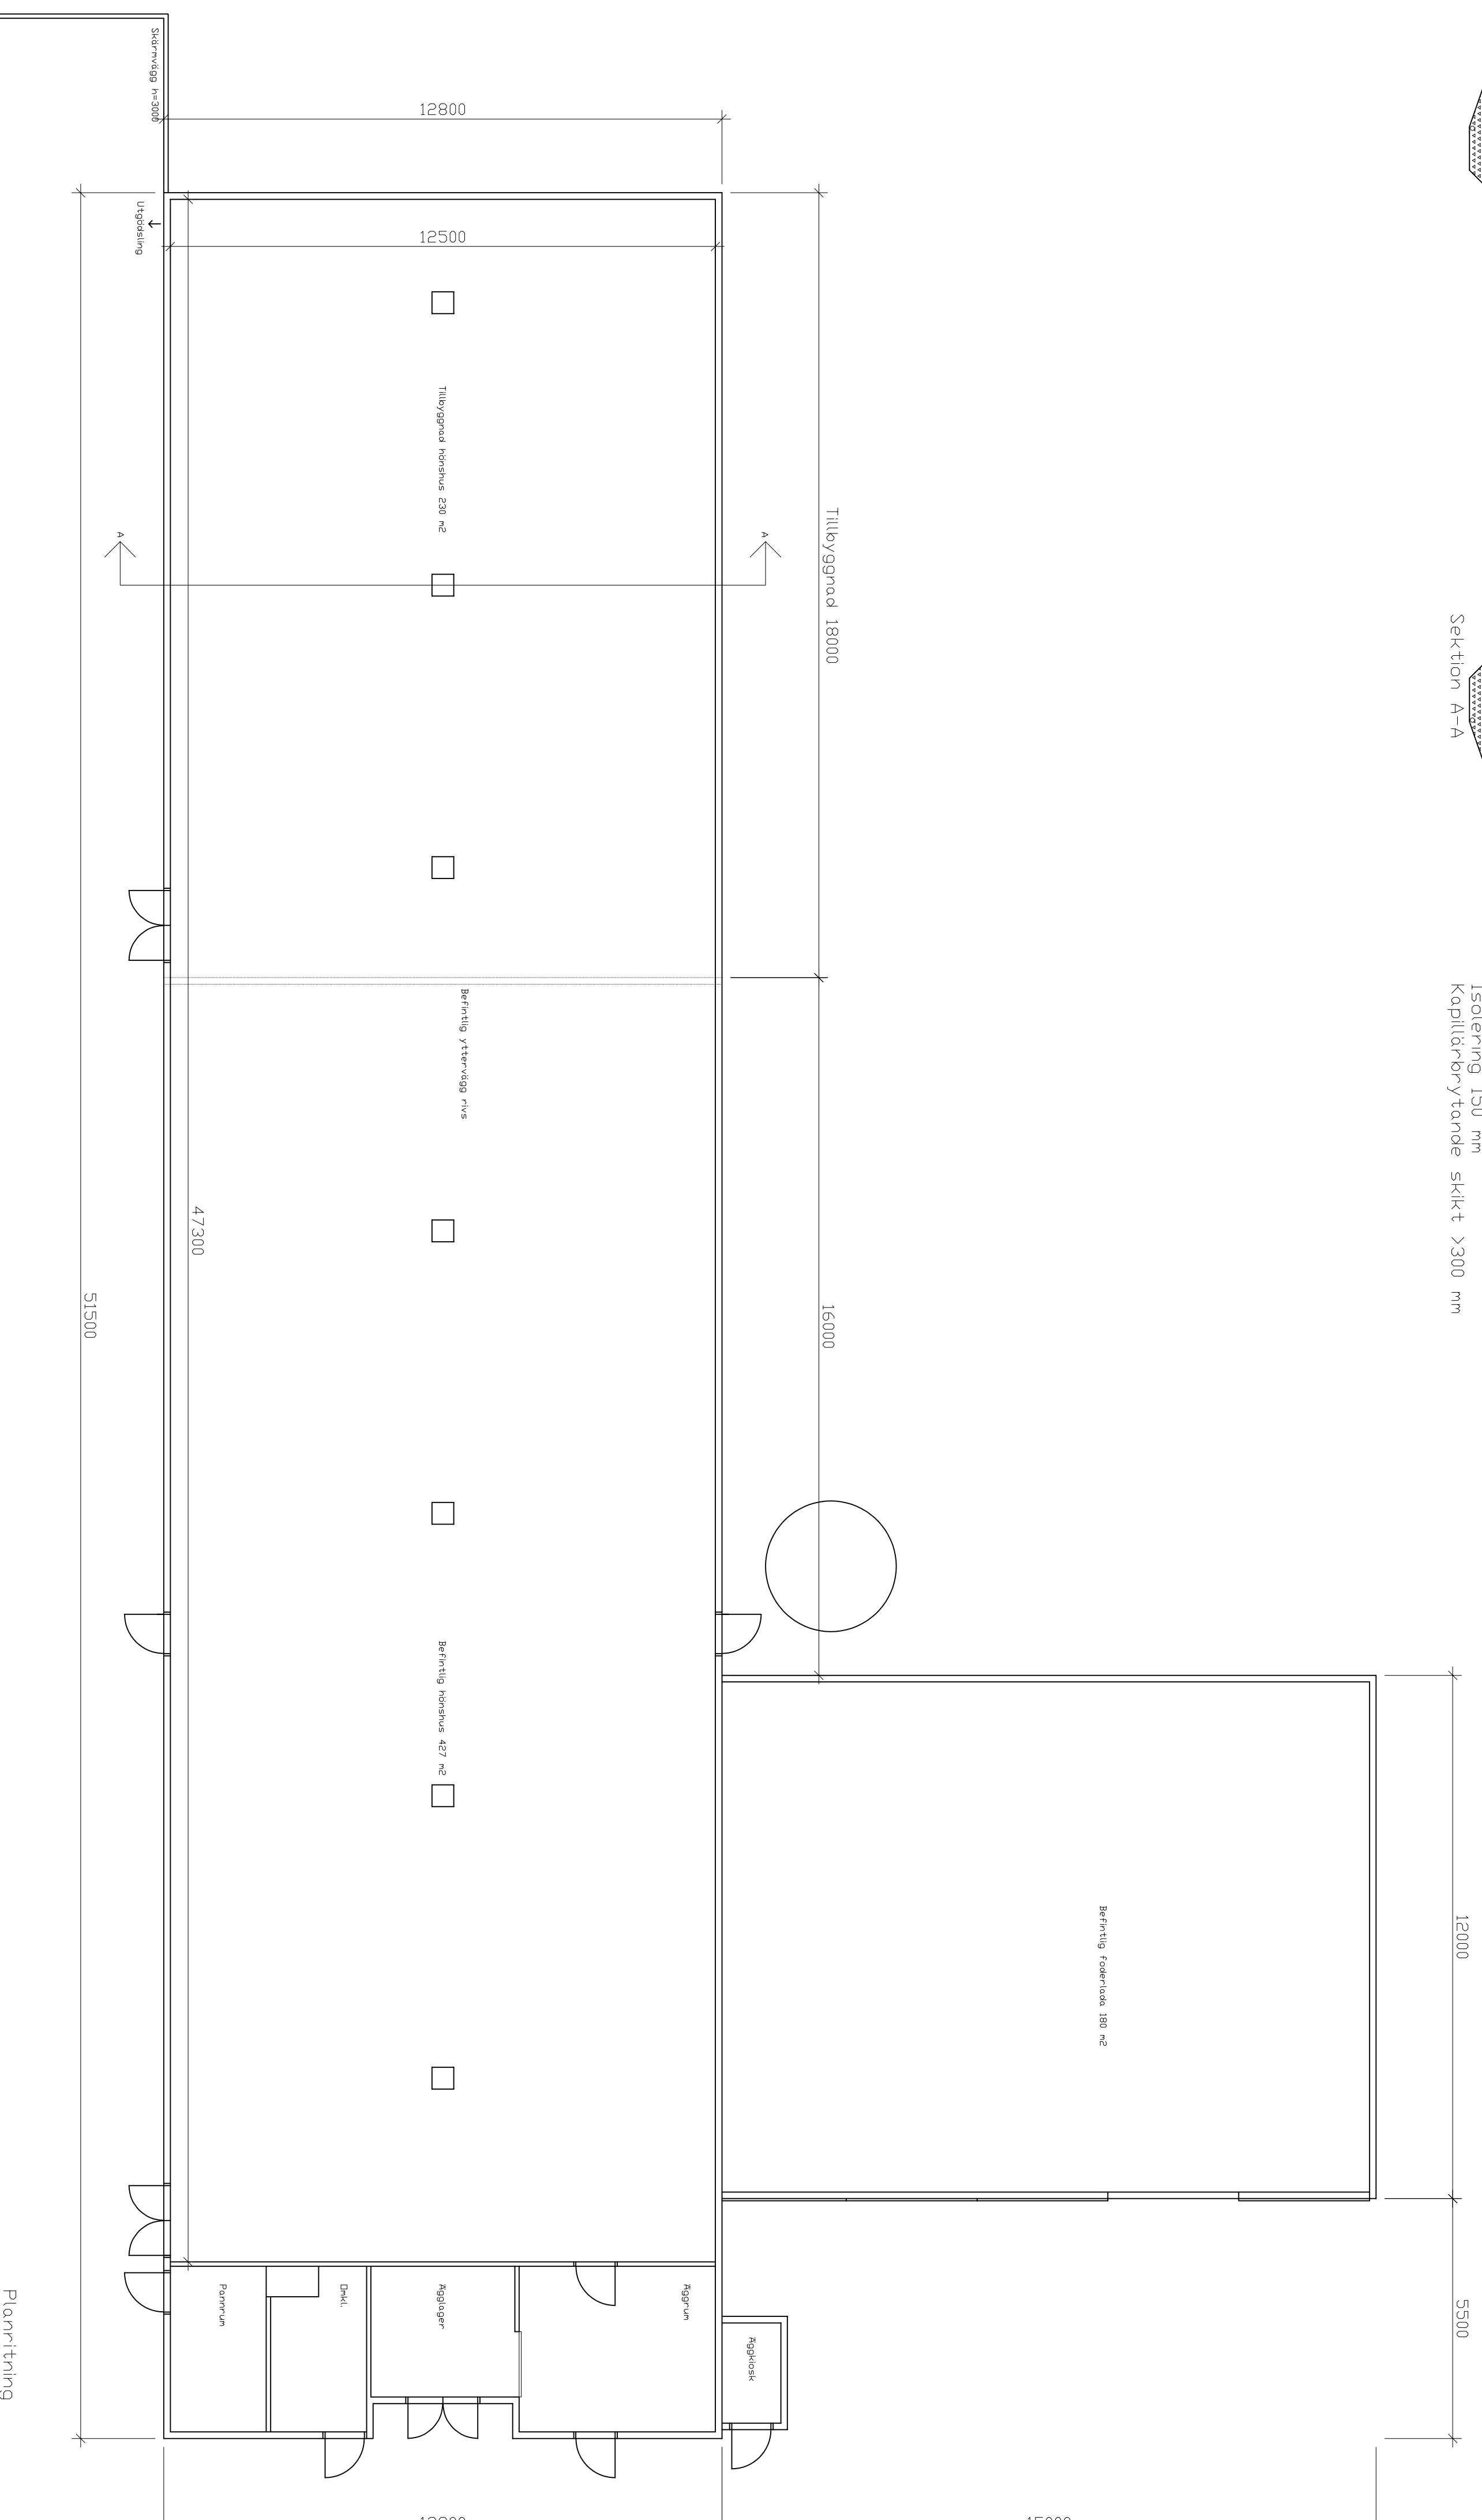 Skärmvägg h=3000
12800
Utgödsling
12500
Tillbyggnad hönshus 230 m2
A
A
Tillbyggnad 18000
Sektion A-A
Isolering 150 mm
Kapillärbrytande skikt >300 mm
Befintlig yttervägg rivs
47300
51500
16000
Befintlig hönshus 427 m2
Befintlig foderlada 180 m2
12000
5500
Pannrum
Omkl.
Ägglager
Äggrum
Äggkiosk
Planritning